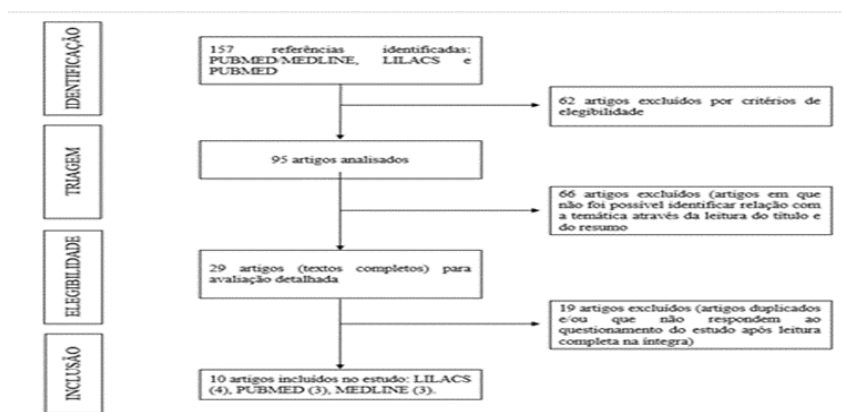 IDENTIFICAÇÃO
157 referências identificadas:
PUBMED/MEDLINE, LILACS e
PUBMED
62 artigos excluídos por critérios de
elegibilidade
TRIAGEM
95 artigos analisados
66 artigos excluídos (artigos em que
não foi possível identificar relação com
a temática através da leitura do título e
do resumo
ELEGIBILIDADE
29 artigos (textos completos) para
avaliação detalhada
19 artigos excluídos (artigos duplicados
e/ou que não respondem ao
questionamento do estudo após leitura
completa na íntegra)
INCLUSÃO
10 artigos incluídos no estudo: LILACS
(4), PUBMED (3), MEDLINE (3).